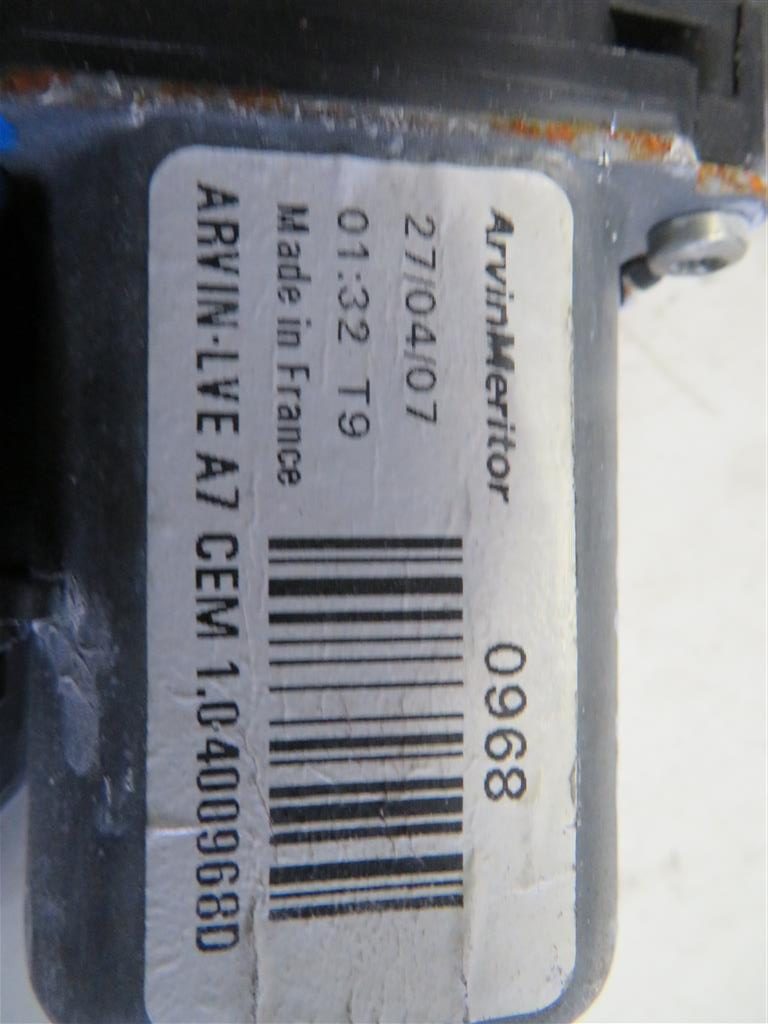 ArvinMeritor 0968
27/04/07
01:32 T9
Made in France
ARVIN-LVE A7 CEM 1.0 400968D